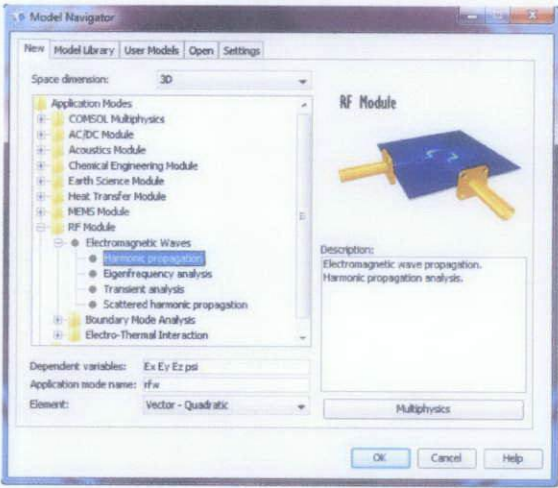 Model Navigator
New Model Library User Models Open Settings
Space dimension: 3D
Application Modes
COMSOL Multiphysics
AC/DC Module
Acoustics Module
Chemical Engineering Module
Earth Science Module
Heat Transfer Module
MEMS Module
RF Module
Electromagnetic Waves
Harmonic propagation
Eigenfrequency analysis
Transient analysis
Scattered harmonic propagation
Boundary Mode Analysis
Electro-Thermal Interaction
Dependent variables: Ex Ey Ez psi
Application mode name: rfw
Element: Vector - Quadratic
RF Module
Description:
Electromagnetic wave propagation.
Harmonic propagation analysis.
Multiphysics
OK Cancel Help